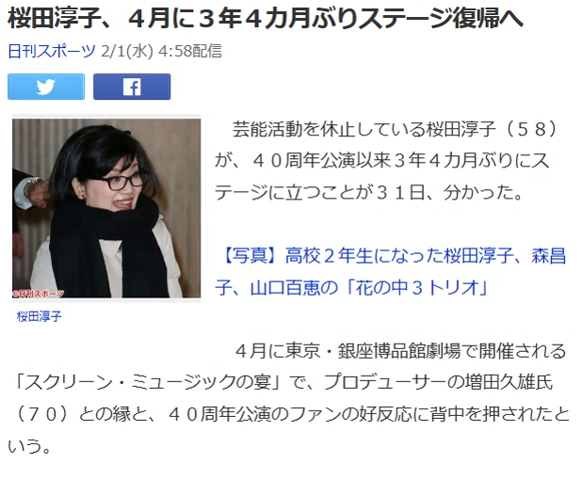 桜田淳子、４月に３年４カ月ぶりステージ復帰へ
日刊スポーツ 2/1(水) 4:58配信
芸能活動を休止している桜田淳子（５８）
が、４０周年公演以来３年４カ月ぶりにス
テージに立つことが３１日、分かった。
【写真】高校２年生になった桜田淳子、森昌
子、山口百恵の「花の中３トリオ」
©日刊スポーツ
桜田淳子
４月に東京・銀座博品館劇場で開催される
「スクリーン・ミュージックの宴」で、プロデューサーの増田久雄氏
（７０）との縁と、４０周年公演のファンの好反応に背中を押されたと
いう。